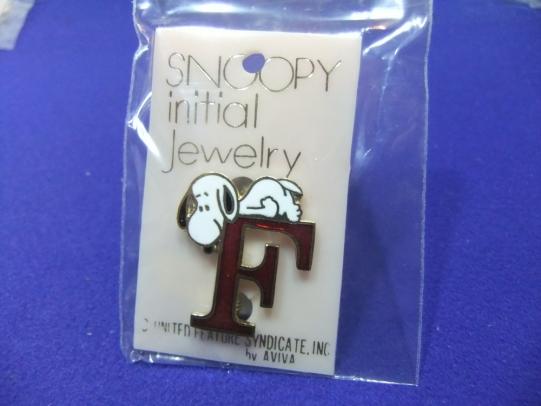 SNOOPY
initial
Jewelry
F
UNITED FEATURE SYNDICATE, INC.
by AVIVA